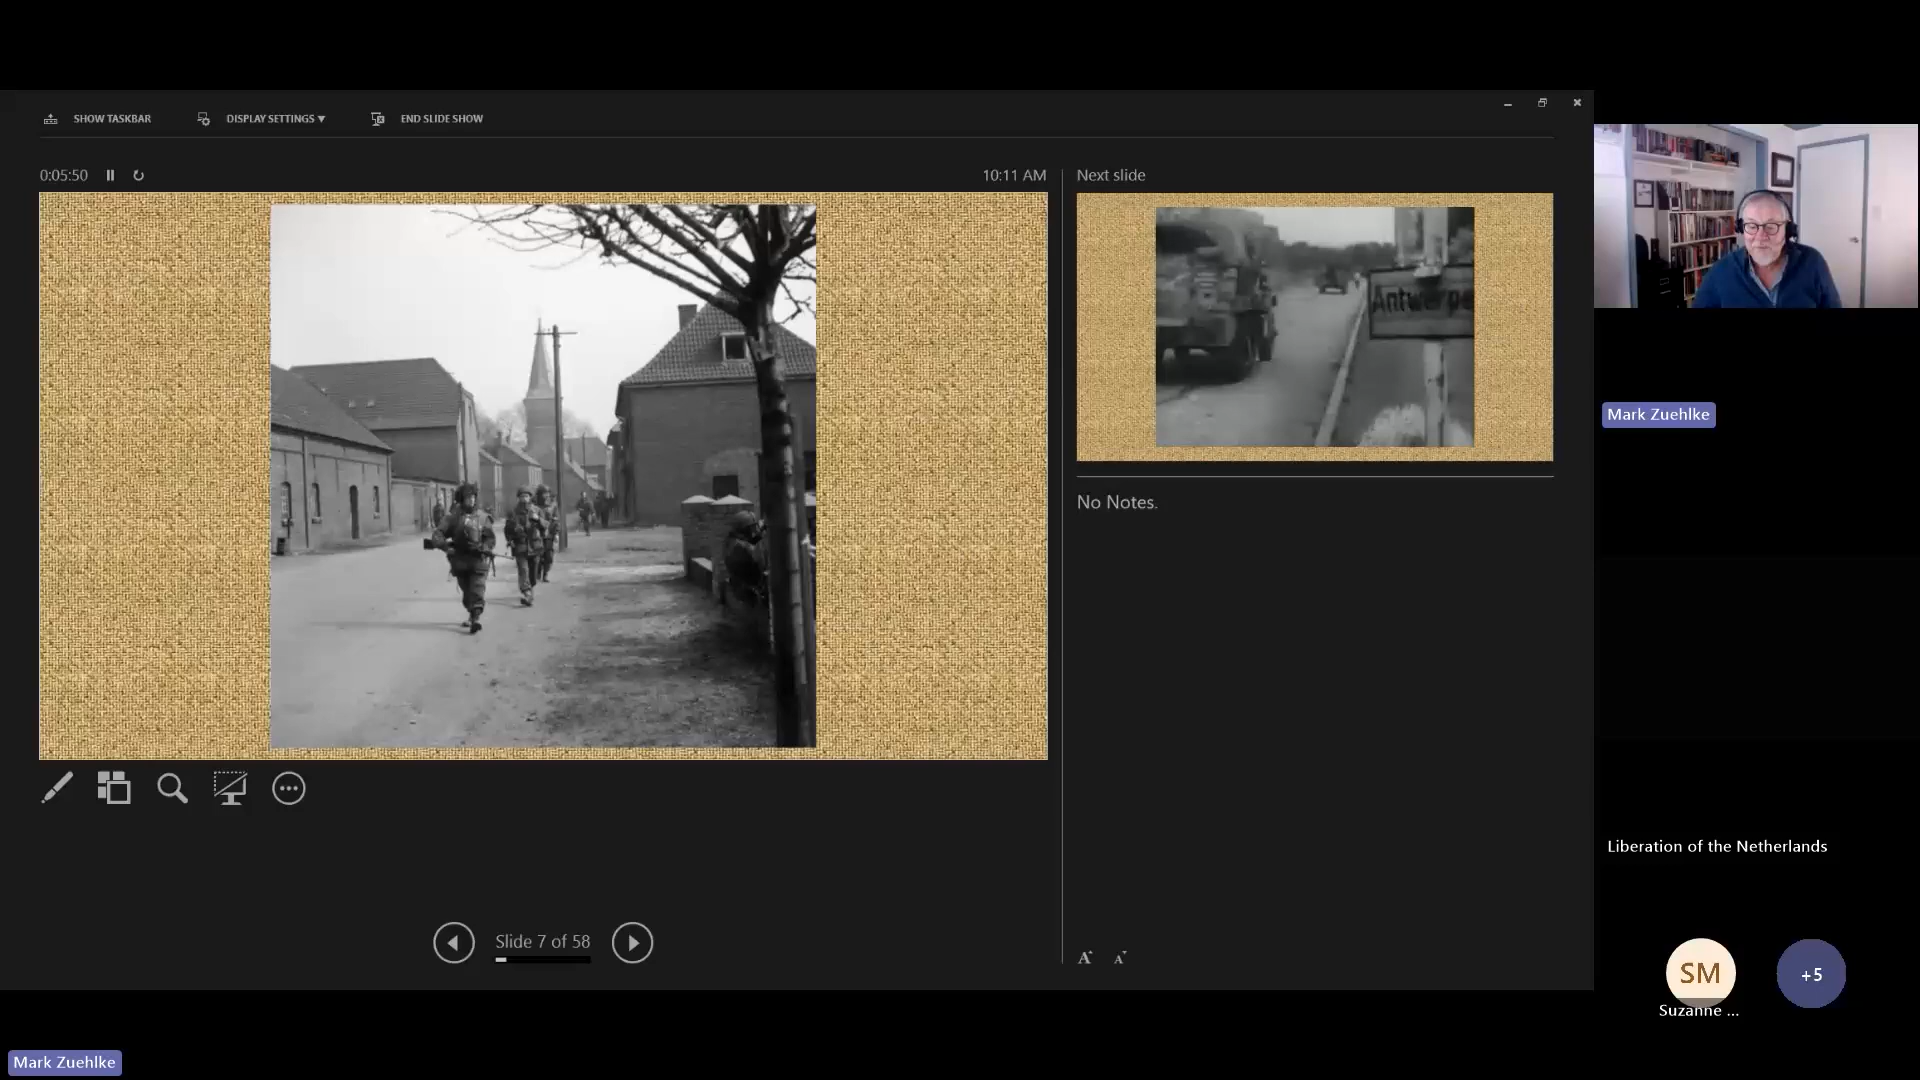 SHOW TASKBAR
DISPLAY SETTINGS ▼
END SLIDE SHOW
0:05:50
10:11 AM
Next slide
Antwerpe
No Notes.
Slide 7 of 58
A A
Mark Zuehlke
Liberation of the Netherlands
SM
+5
Suzanne ...
Mark Zuehlke